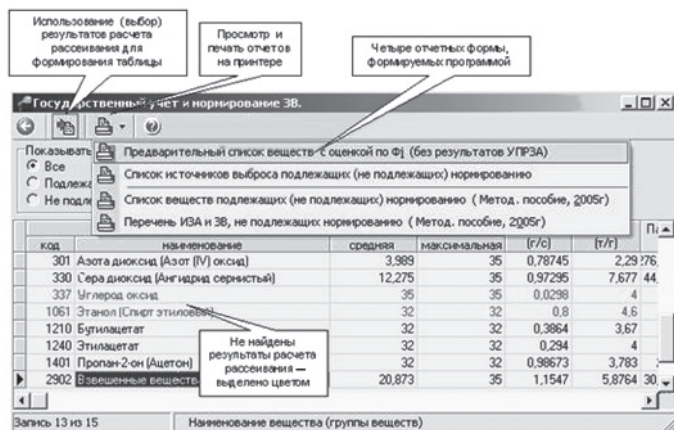 Использование (выбор)
результатов расчета
рассеивания для
формирования таблицы
Просмотр и
печать отчетов
на принтере
Четыре отчетных формы,
формируемых программой
Государственный учет и нормирование ЗВ.
Показывать
Все
Подлежа
Не подл
Предварительный список веществ с оценкой по Фj (без результатов УПРЗА)
Список источников выброса подлежащих (не подлежащих) нормированию
Список веществ подлежащих (не подлежащих) нормированию ( Метод. пособие, 2005г)
Перечень ИЗА и ЗВ, не подлежащих нормированию ( Метод. пособие, 2005г)
код наименование средняя максимальная (г/с) (т/г) Па
301 Азота диоксид (Азот (IV) оксид) 3,989 35 0,78745 2,29 276,
330 Сера диоксид (Ангидрид сернистый) 12,275 35 0,97295 7,677 44,
337 Углерод оксид 35 35 0,0298 4
1061 Этанол (Спирт этиловый) 32 32 0,8 4,6
1210 Бутилацетат 32 32 0,3864 3,67
1240 Этилацетат 32 32 0,294 4
1401 Пропан-2-он (Ацетон) 32 32 0,98673 3,783
2902 Взвешенные вещества 20,873 35 1,1547 5,8764 30,
Не найдены
результаты расчета
рассеивания —
выделено цветом
Запись 13 из 15 Наименование вещества (группы веществ)